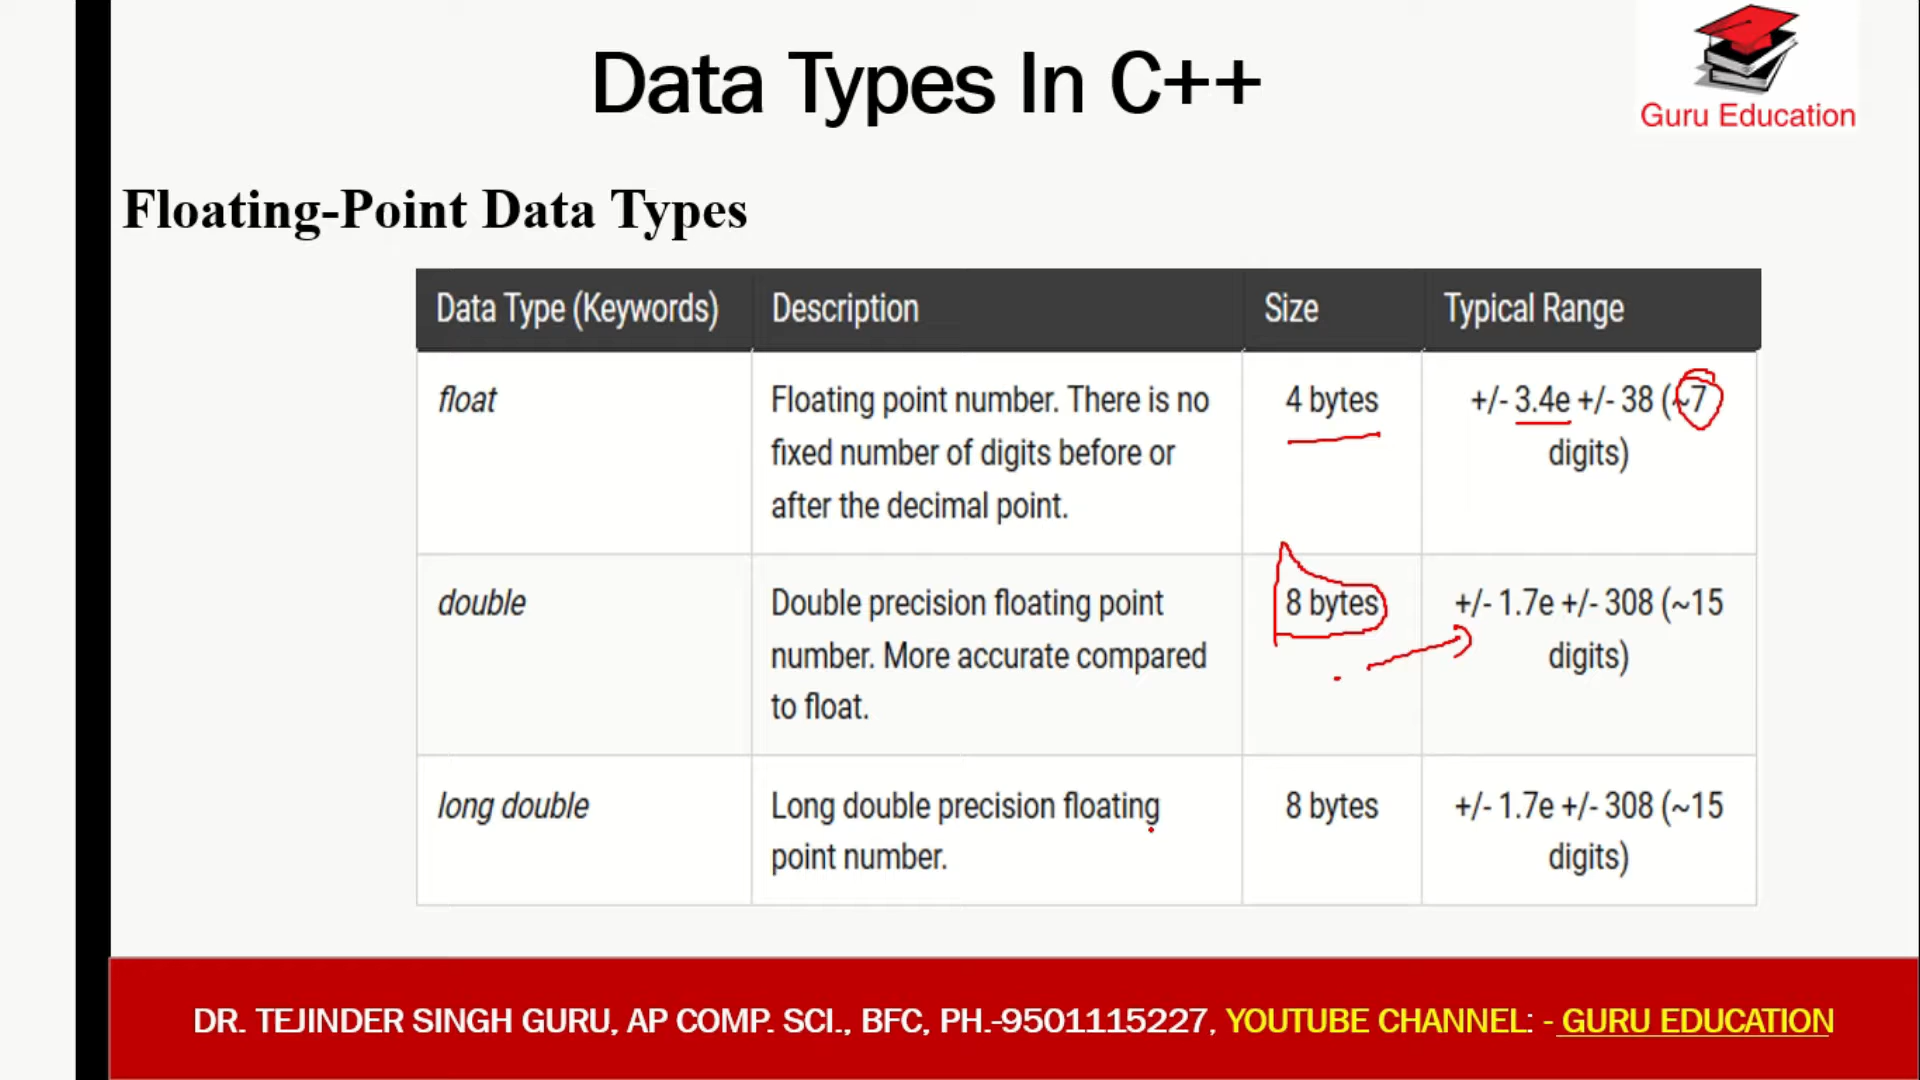 Data Types In C++
Guru Education
Floating-Point Data Types
Data Type (Keywords) Description Size Typical Range
float Floating point number. There is no 4 bytes +/- 3.4e +/- 38 (~7
fixed number of digits before or digits)
after the decimal point.
double Double precision floating point 8 bytes +/- 1.7e +/- 308 (~15
number. More accurate compared digits)
to float.
long double Long double precision floating 8 bytes +/- 1.7e +/- 308 (~15
point number. digits)
DR. TEJINDER SINGH GURU, AP COMP. SCI., BFC, PH.-9501115227, YOUTUBE CHANNEL: - GURU EDUCATION